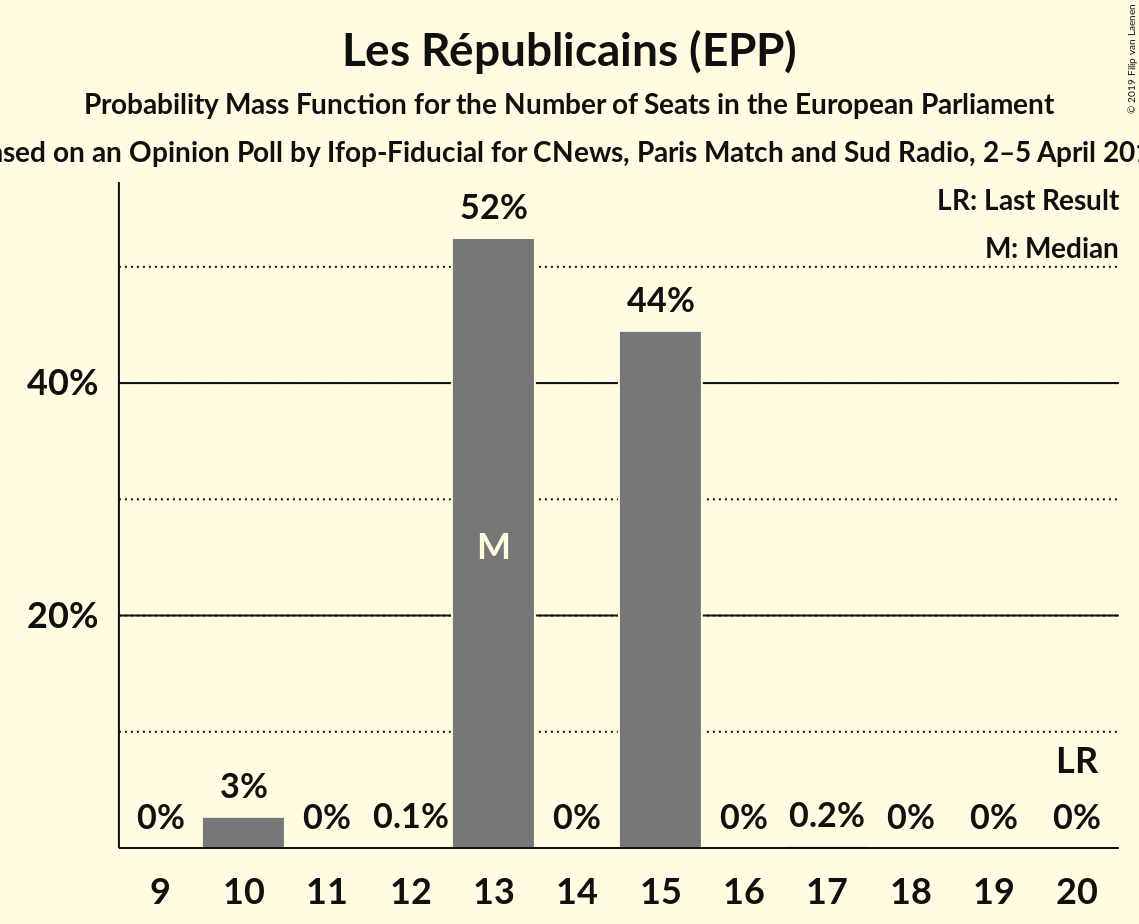 Les Républicains (EPP)
Probability Mass Function for the Number of Seats in the European Parliament
on an Opinion Poll by Ifop-Fiducial for CNews, Paris Match and Sud Radio, 2–5 April
© 2019 Filip van Laenen
LR: Last Result
M: Median
52%
44%
40%
M
20%
LR
3%
0% 0% 0.1% 0% 0% 0.2% 0% 0% 0%
9 10 11 12 13 14 15 16 17 18 19 20